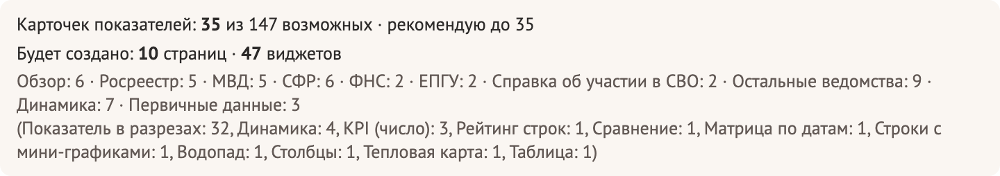 Карточек показателей: 35 из 147 возможных · рекомендую до 35
Будет создано: 10 страниц · 47 виджетов
Обзор: 6 · Росреестр: 5 · МВД: 5 · СФР: 6 · ФНС: 2 · ЕПГУ: 2 · Справка об участии в СВО: 2 · Остальные ведомства: 9 ·
Динамика: 7 · Первичные данные: 3
(Показатель в разрезах: 32, Динамика: 4, KPI (число): 3, Рейтинг строк: 1, Сравнение: 1, Матрица по датам: 1, Строки с
мини-графиками: 1, Водопад: 1, Столбцы: 1, Тепловая карта: 1, Таблица: 1)